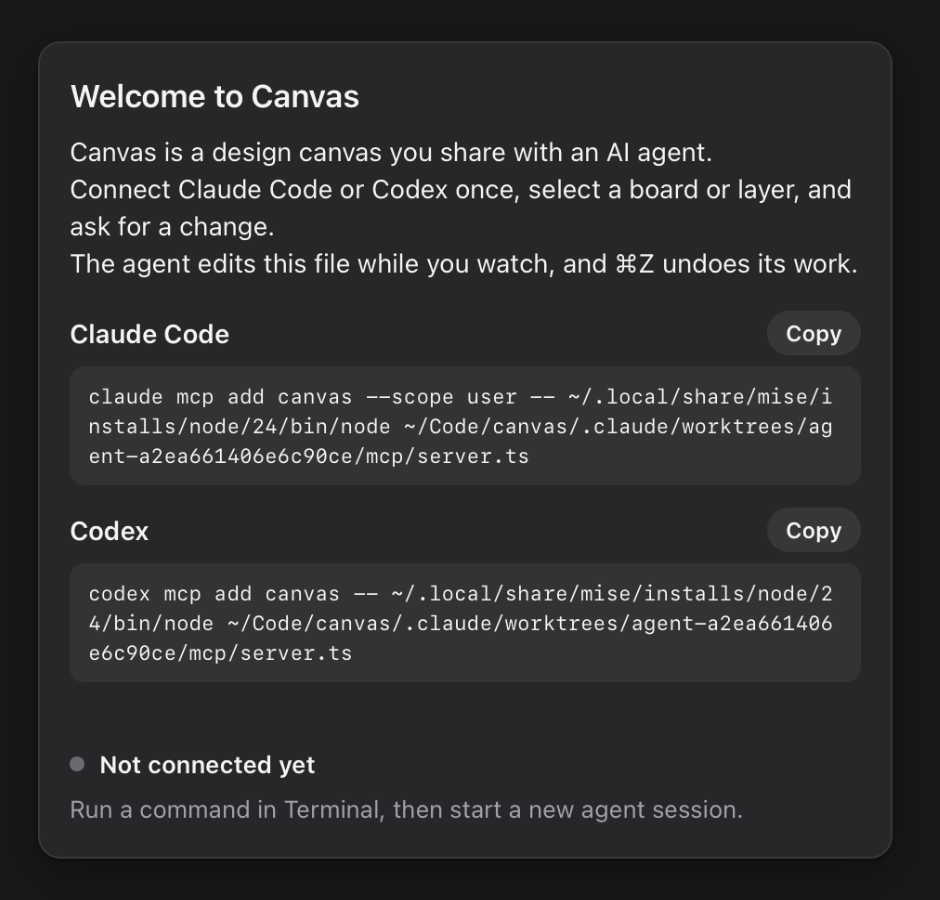 Welcome to Canvas
Canvas is a design canvas you share with an AI agent.
Connect Claude Code or Codex once, select a board or layer, and
ask for a change.
The agent edits this file while you watch, and ⌘Z undoes its work.
Claude Code
Copy
claude mcp add canvas --scope user -- ~/.local/share/mise/i
nstalls/node/24/bin/node ~/Code/canvas/.claude/worktrees/ag
ent-a2ea661406e6c90ce/mcp/server.ts
Codex
Copy
codex mcp add canvas -- ~/.local/share/mise/installs/node/2
4/bin/node ~/Code/canvas/.claude/worktrees/agent-a2ea661406
e6c90ce/mcp/server.ts
Not connected yet
Run a command in Terminal, then start a new agent session.